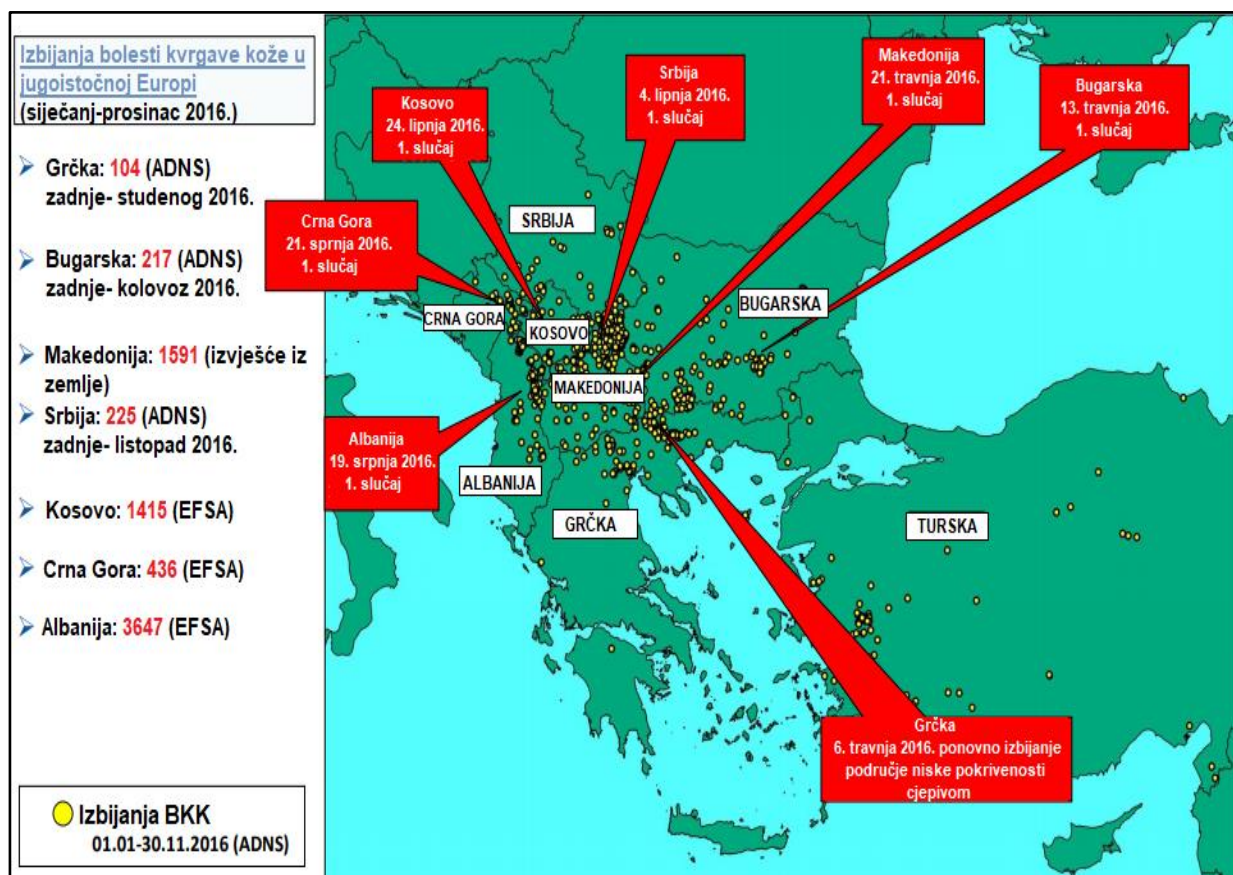 Izbijanja bolesti kvrgave kože u
jugoistočnoj Europi
(siječanj-prosinac 2016.)
Grčka: 104 (ADNS)
zadnje- studenog 2016.
Bugarska: 217 (ADNS)
zadnje- kolovoz 2016.
Makedonija: 1591 (izvješće iz
zemlje)
Srbija: 225 (ADNS)
zadnje- listopad 2016.
Kosovo: 1415 (EFSA)
Crna Gora: 436 (EFSA)
Albanija: 3647 (EFSA)
Izbijanja BKK
01.01-30.11.2016 (ADNS)
Kosovo
24. lipnja 2016.
1. slučaj
Srbija
4. lipnja 2016.
1. slučaj
Makedonija
21. travnja 2016.
1. slučaj
Bugarska
13. travnja 2016.
1. slučaj
Crna Gora
21. sprnja 2016.
1. slučaj
SRBIJA
CRNA GORA
KOSOVO
BUGARSKA
MAKEDONIJA
Albanija
19. srpnja 2016.
1. slučaj
ALBANIJA
GRČKA
TURSKA
Grčka
6. travnja 2016. ponovno izbijanje
područje niske pokrivenosti
cjepivom